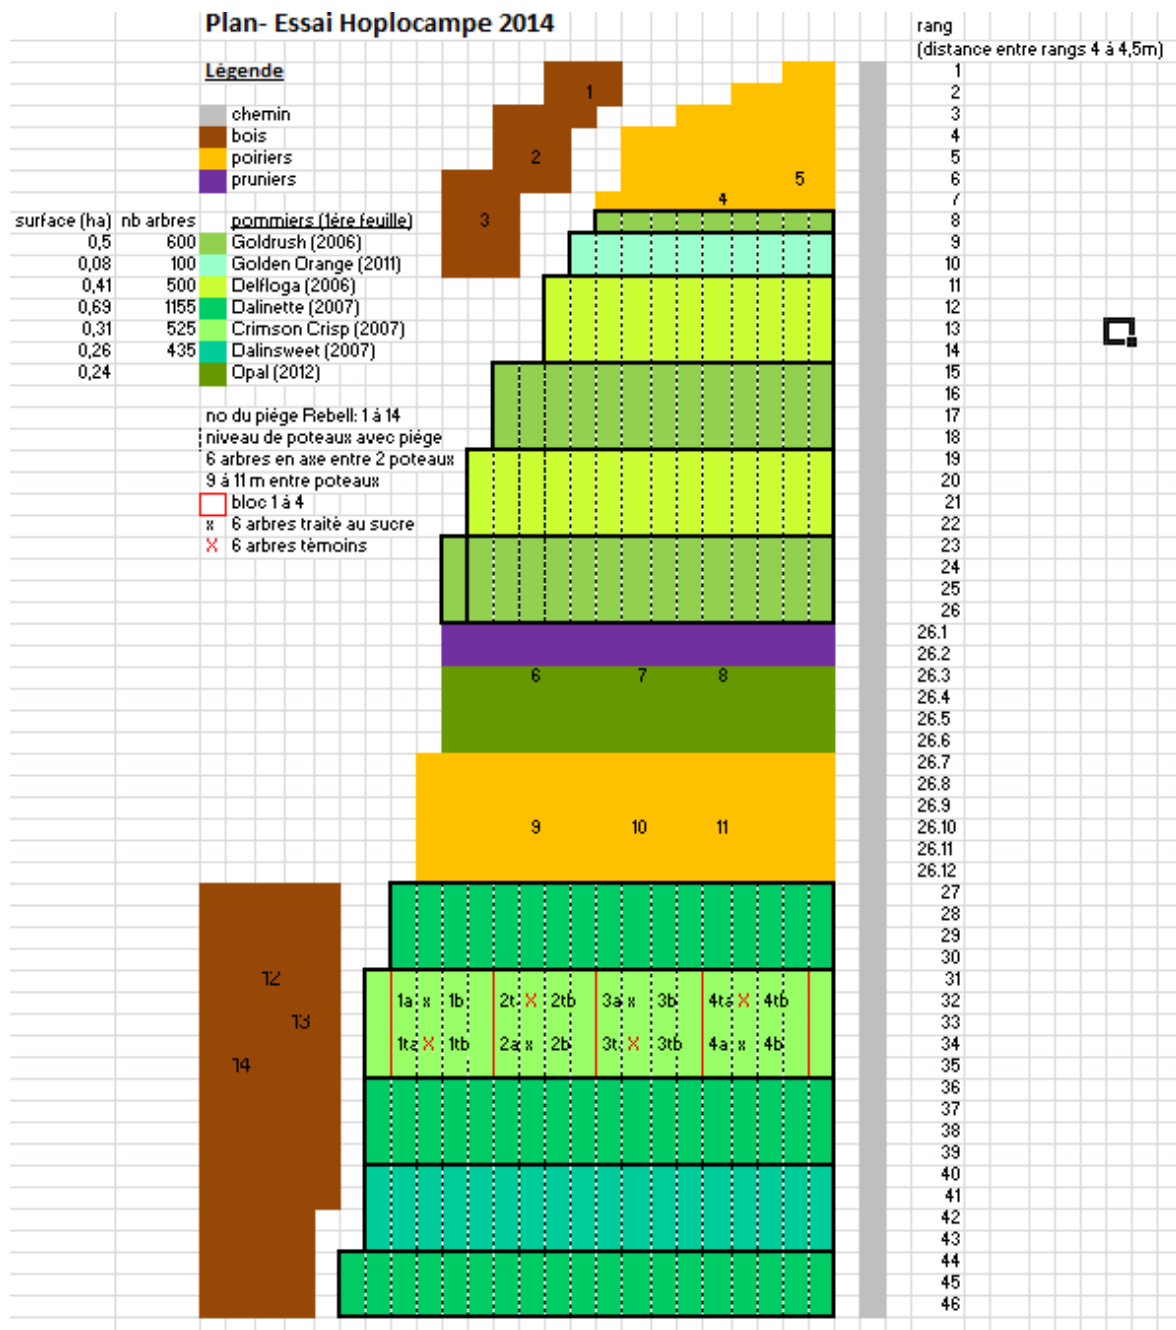 Plan- Essai Hoplocampe 2014
rang
(distance entre rangs 4 à 4,5m)
Légende
chemin
bois
poiriers
pruniers
surface (ha) nb arbres pommiers (1ére feuille)
0,5 600 Goldrush (2006)
0,08 100 Golden Orange (2011)
0,41 500 Delfloga (2006)
0,69 1155 Dalinette (2007)
0,31 525 Crimson Crisp (2007)
0,26 435 Dalinsweet (2007)
0,24 Opal (2012)
no du piége Rebell: 1 à 14
niveau de poteaux avec piége
6 arbres en axe entre 2 poteaux
9 à 11 m entre poteaux
bloc 1 à 4
x 6 arbres traité au sucre
X 6 arbres témoins
1
2
3
4
5
6 7 8
9 10 11
12
13
14
1a x 1b 2t X 2tb 3a x 3b 4ta X 4tb
1ta X 1tb 2a x 2b 3t X 3tb 4a x 4b
1
2
3
4
5
6
7
8
9
10
11
12
13
14
15
16
17
18
19
20
21
22
23
24
25
26
26.1
26.2
26.3
26.4
26.5
26.6
26.7
26.8
26.9
26.10
26.11
26.12
27
28
29
30
31
32
33
34
35
36
37
38
39
40
41
42
43
44
45
46